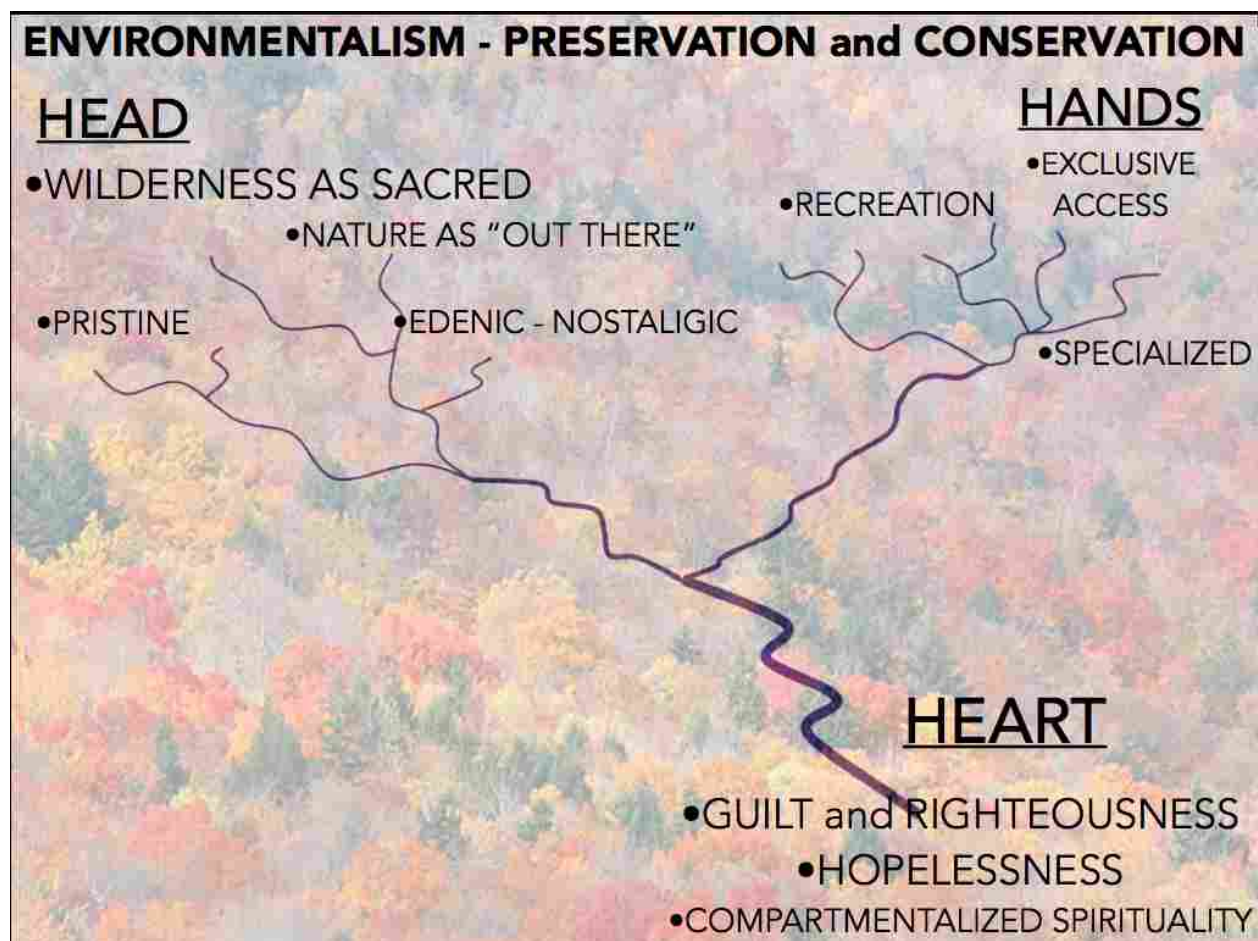 ENVIRONMENTALISM - PRESERVATION and CONSERVATION
HEAD
•WILDERNESS AS SACRED
•NATURE AS “OUT THERE”
•PRISTINE
•EDENIC - NOSTALIGIC
HANDS
•EXCLUSIVE
ACCESS
•RECREATION
•SPECIALIZED
HEART
•GUILT and RIGHTEOUSNESS
•HOPELESSNESS
•COMPARTMENTALIZED SPIRITUALITY